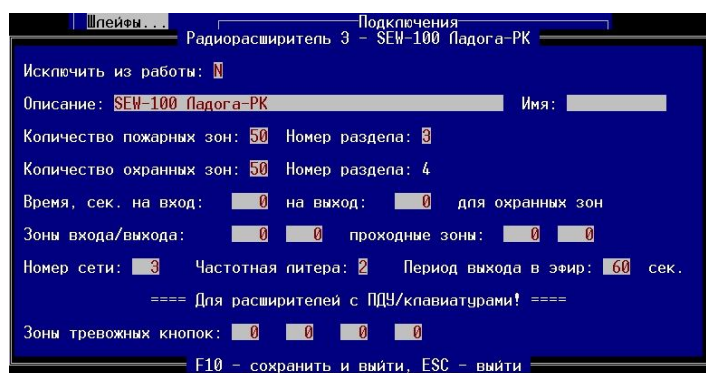 Шлейфы... Подключения
Радиорасширитель 3 - SEW-100 Ладога-РК
Исключить из работы: N
Описание: SEW-100 Ладога-РК Имя:
Количество пожарных зон: 50 Номер раздела: 3
Количество охранных зон: 50 Номер раздела: 4
Время, сек. на вход: 0 на выход: 0 для охранных зон
Зоны входа/выхода: 0 0 проходные зоны: 0 0
Номер сети: 3 Частотная литера: 2 Период выхода в эфир: 60 сек.
==== Для расширителей с ПДУ/клавиатурами! ====
Зоны тревожных кнопок: 0 0 0 0
F10 - сохранить и выйти, ESC - выйти